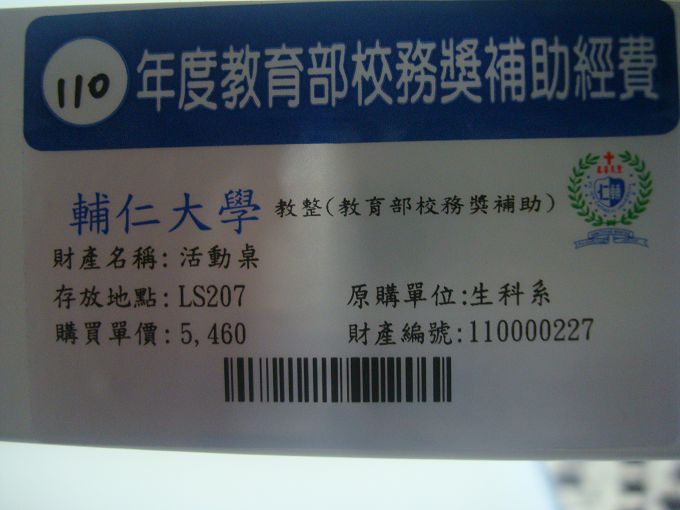 110 年度教育部校務獎補助經費
輔仁大學 教整(教育部校務獎補助)
財產名稱: 活動桌
存放地點: LS207 原購單位:生科系
購買單價: 5,460 財產編號:110000227